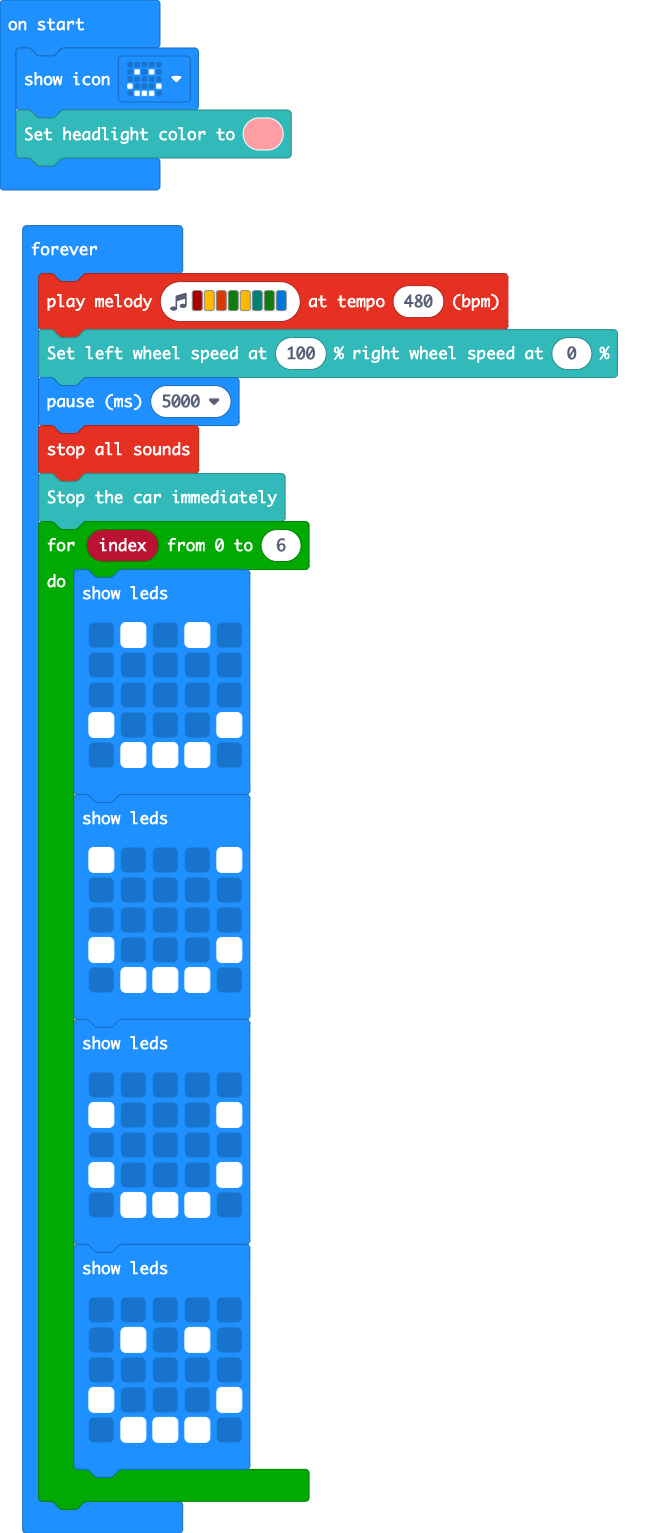 on start
show icon
Set headlight color to
forever
play melody at tempo 480 (bpm)
Set left wheel speed at 100 % right wheel speed at 0 %
pause (ms) 5000
stop all sounds
Stop the car immediately
for index from 0 to 6
do
show leds
show leds
show leds
show leds